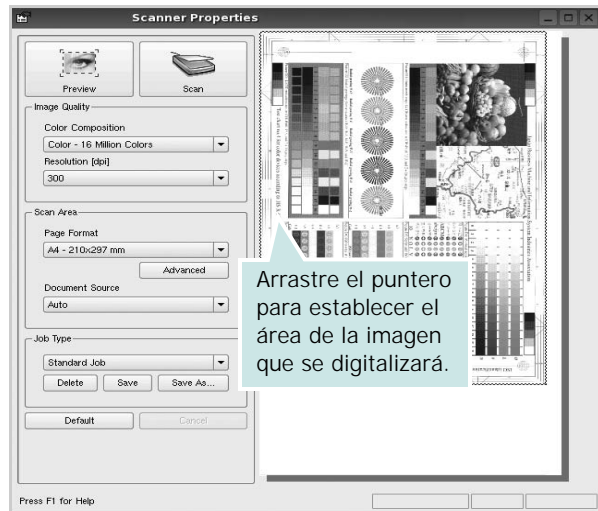 Scanner Properties
Preview
Scan
Image Quality
Color Composition
Color - 16 Million Colors
Resolution [dpi]
300
Scan Area
Page Format
A4 - 210x297 mm
Advanced
Document Source
Auto
Job Type
Standard Job
Delete
Save
Save As...
Default
Cancel
Arrastre el puntero
para establecer el
área de la imagen
que se digitalizará.
Press F1 for Help